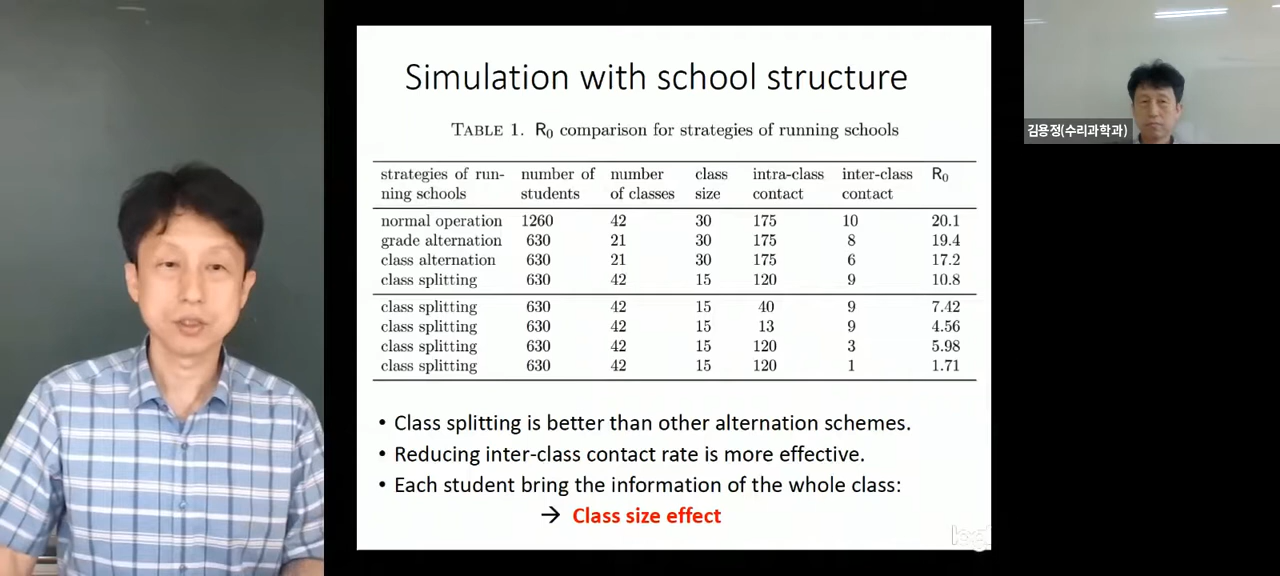 Simulation with school structure
TABLE 1. R0 comparison for strategies of running schools
strategies of run- number of number class intra-class inter-class R0
ning schools students of classes size contact contact
normal operation 1260 42 30 175 10 20.1
grade alternation 630 21 30 175 8 19.4
class alternation 630 21 30 175 6 17.2
class splitting 630 42 15 120 9 10.8
class splitting 630 42 15 40 9 7.42
class splitting 630 42 15 13 9 4.56
class splitting 630 42 15 120 3 5.98
class splitting 630 42 15 120 1 1.71
• Class splitting is better than other alternation schemes.
• Reducing inter-class contact rate is more effective.
• Each student bring the information of the whole class:
→ Class size effect
김용정(수리과학과)